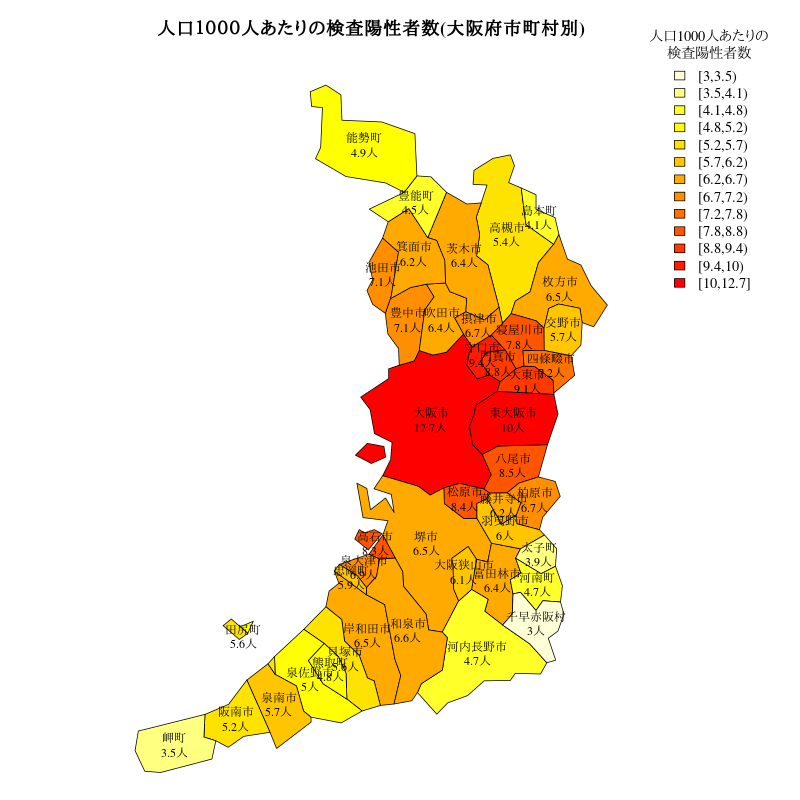 人口1000人あたりの検査陽性者数(大阪府市町村別)
人口1000人あたりの
検査陽性者数
[3,3.5)
[3.5,4.1)
[4.1,4.8)
[4.8,5.2)
[5.2,5.7)
[5.7,6.2)
[6.2,6.7)
[6.7,7.2)
[7.2,7.8)
[7.8,8.8)
[8.8,9.4)
[9.4,10)
[10,12.7]
能勢町
4.9人
豊能町
4.5人
島本町
4.1人
高槻市
5.4人
箕面市
6.2人
茨木市
6.4人
池田市
7.1人
枚方市
6.5人
豊中市
7.1人
吹田市
6.4人
摂津市
6.7人
寝屋川市
7.8人
交野市
5.7人
守口市
9.4人
門真市
8.8人
四條畷市
7.2人
大東市
9.1人
大阪市
12.7人
東大阪市
10人
八尾市
8.5人
松原市
8.4人
藤井寺市
6.2人
柏原市
6.7人
羽曳野市
6人
高石市
8.3人
堺市
6.5人
太子町
3.9人
泉大津市
6.9人
忠岡町
5.9人
大阪狭山市
6.1人
富田林市
6.4人
河南町
4.7人
千早赤阪村
3人
田尻町
5.6人
岸和田市
6.5人
和泉市
6.6人
河内長野市
4.7人
貝塚市
5.6人
熊取町
4.8人
泉佐野市
5人
泉南市
5.7人
阪南市
5.2人
岬町
3.5人